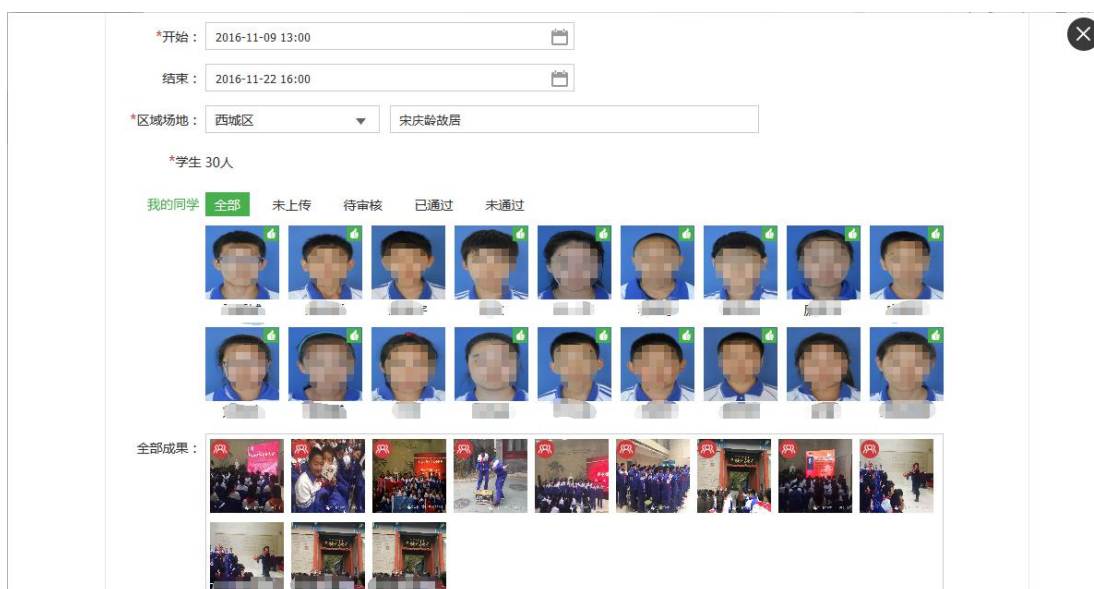 *开始： 2016-11-09 13:00
结束： 2016-11-22 16:00
*区域场地： 西城区 宋庆龄故居
*学生 30人
我的同学 全部 未上传 待审核 已通过 未通过
全部成果：